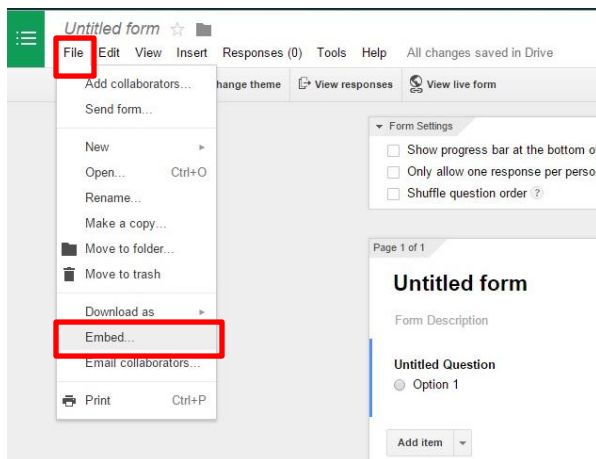 Untitled form
File Edit View Insert Responses (0) Tools Help All changes saved in Drive
hange theme View responses View live form
Add collaborators...
Send form...
New
Open... Ctrl+O
Rename...
Make a copy...
Move to folder...
Move to trash
Download as
Embed...
Email collaborators...
Print Ctrl+P
Form Settings
Show progress bar at the bottom o
Only allow one response per perso
Shuffle question order ?
Page 1 of 1
Untitled form
Form Description
Untitled Question
Option 1
Add item